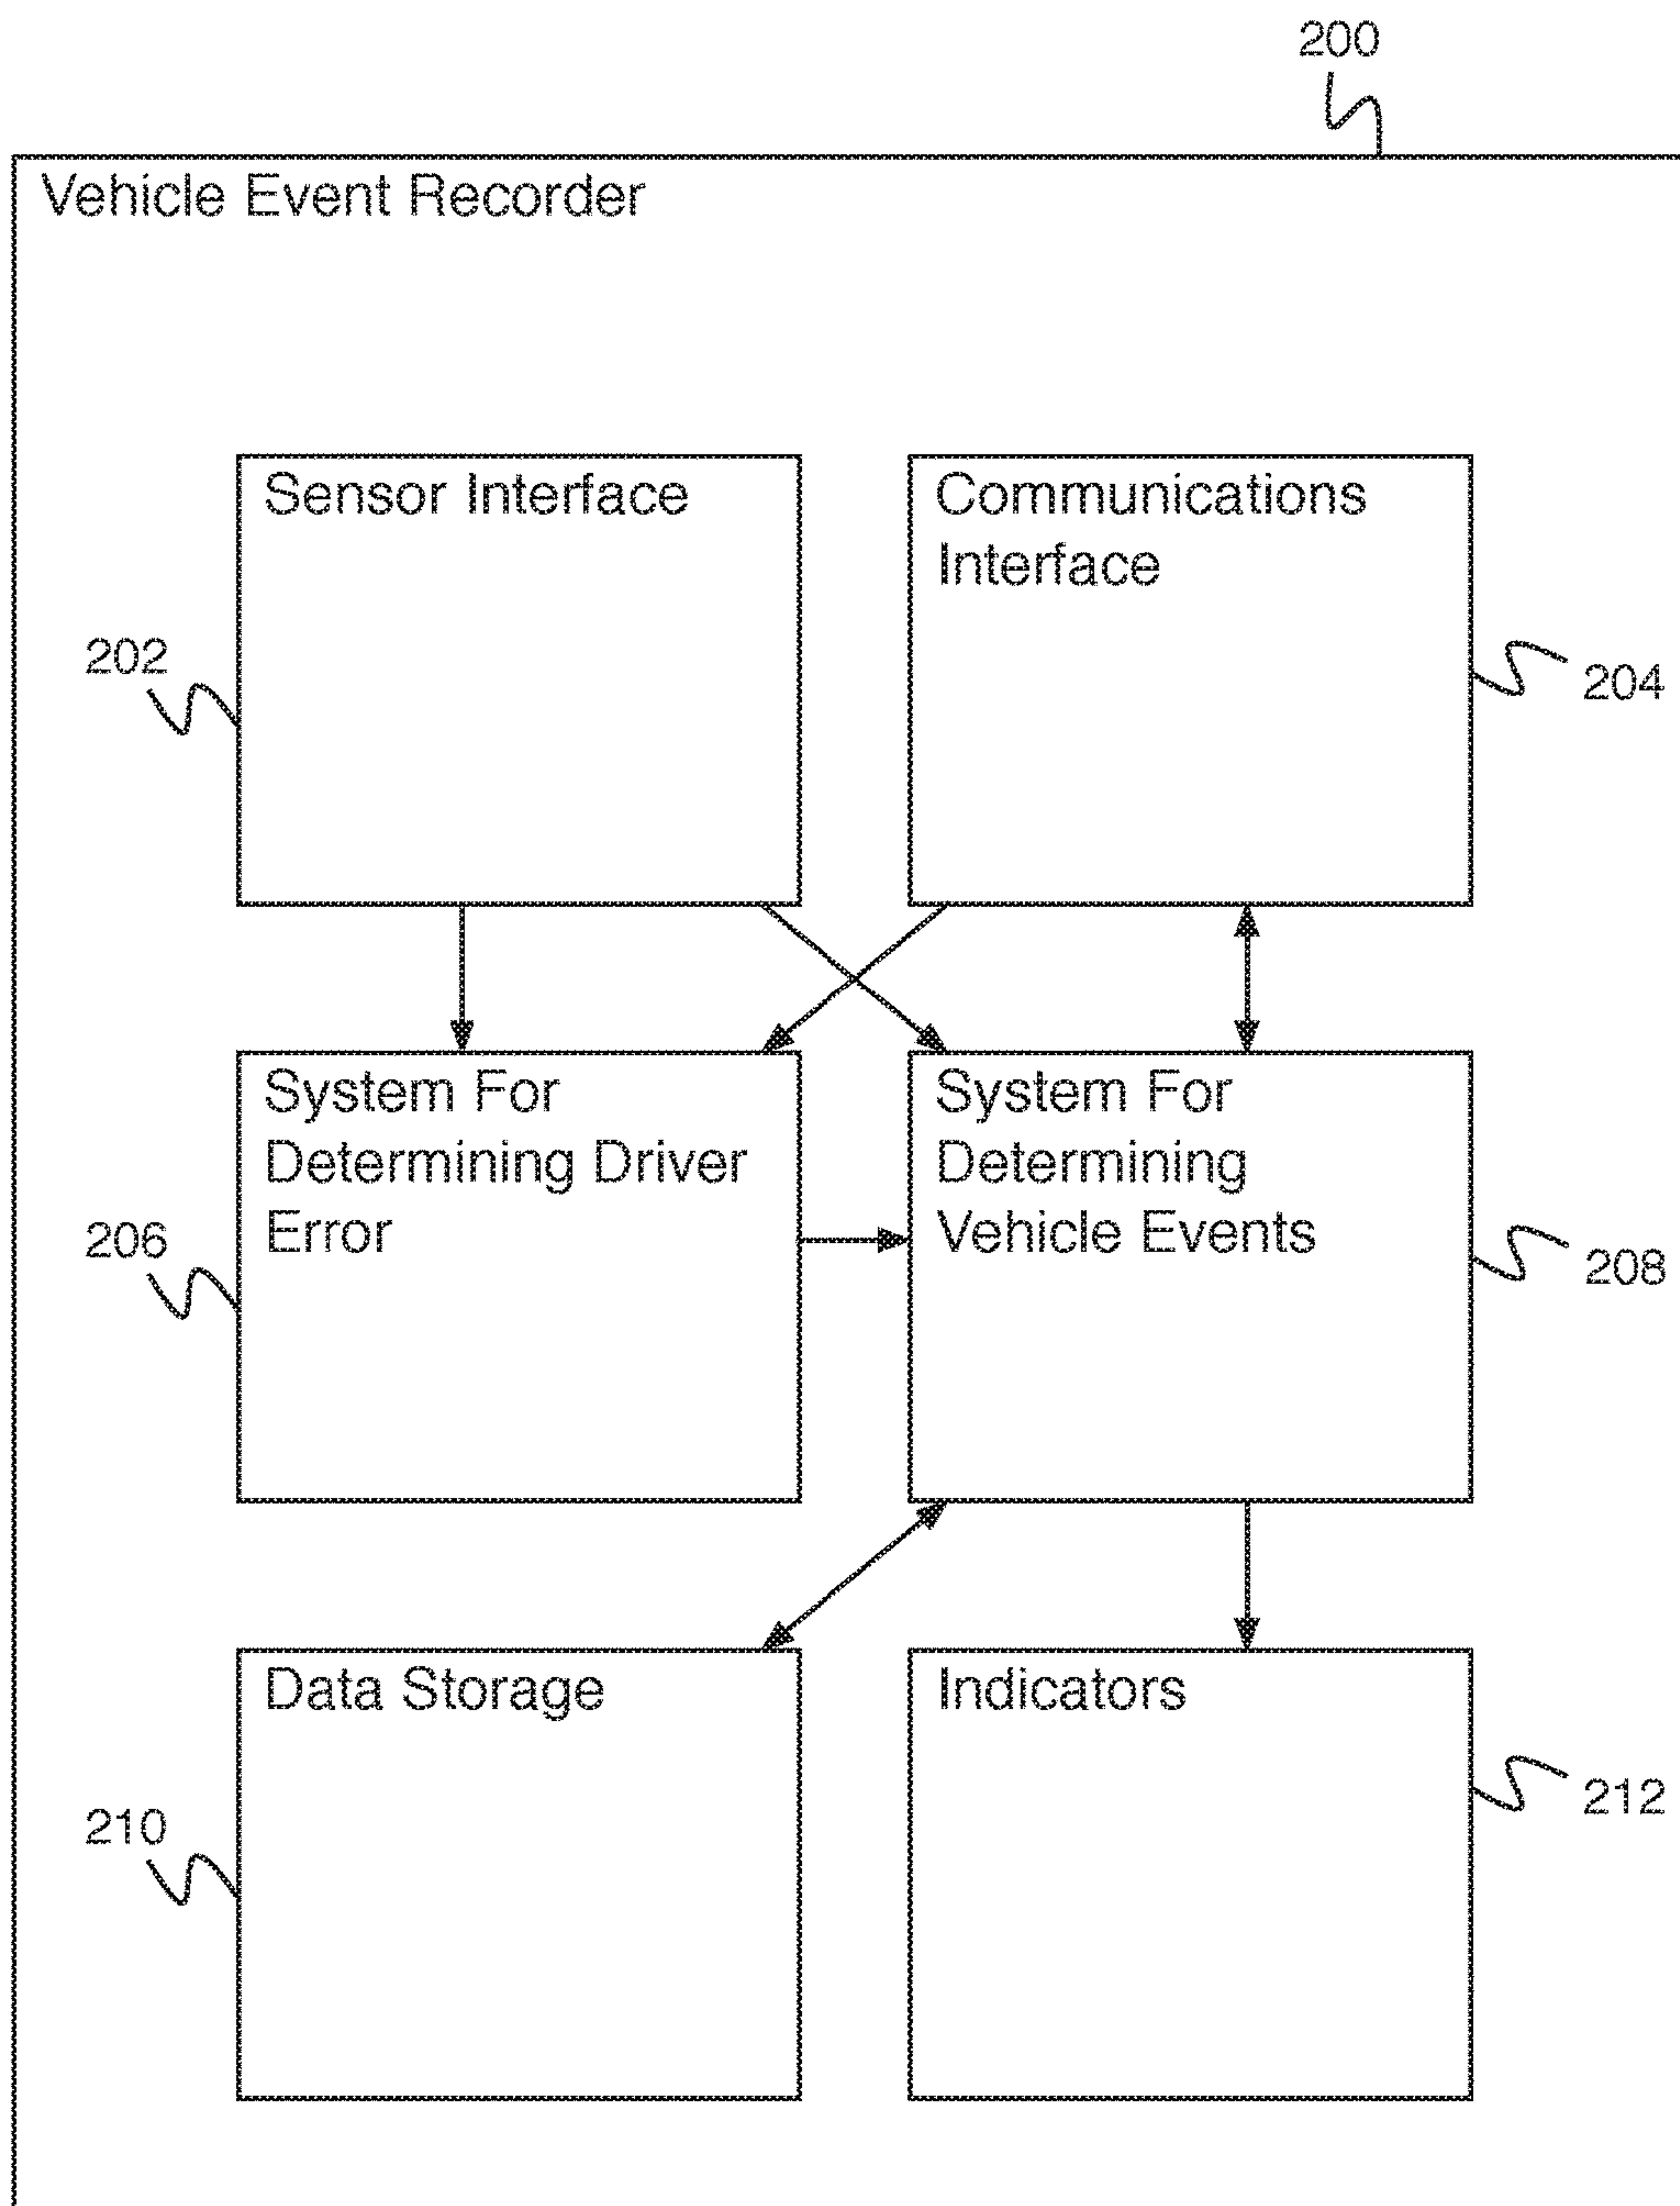 200
Vehicle Event Recorder
Sensor Interface
Communications
Interface
202
204
System For
Determining Driver
Error
System For
Determining
Vehicle Events
206
208
Data Storage
Indicators
210
212